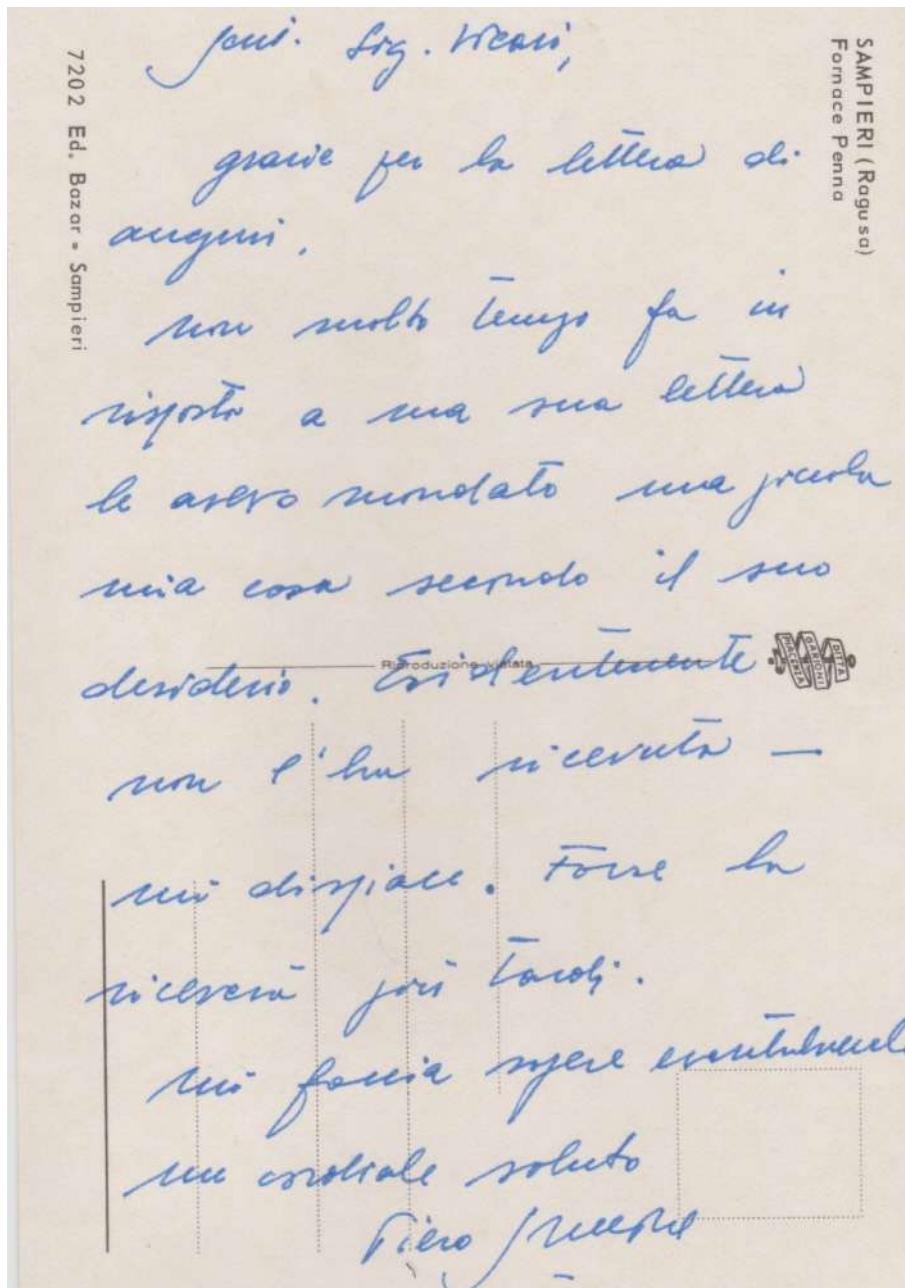 gent. Sig. Vicari,
grazie per la lettera di
auguri.
non molto tempo fa in
risposta a una sua lettera
le avevo mandato una piccola
mia cosa secondo il suo
desiderio. Evidentemente
non l'ha ricevuta —
mi dispiace. Forse la
riceverà più tardi.
mi faccia sapere eventualmente
un cordiale saluto
Piero
SAMPIERI (Ragusa)
Fornace Penna
7202 Ed. Bazar - Sampieri
Riproduzione vietata
DITTA
GARIONI
PIACENZA